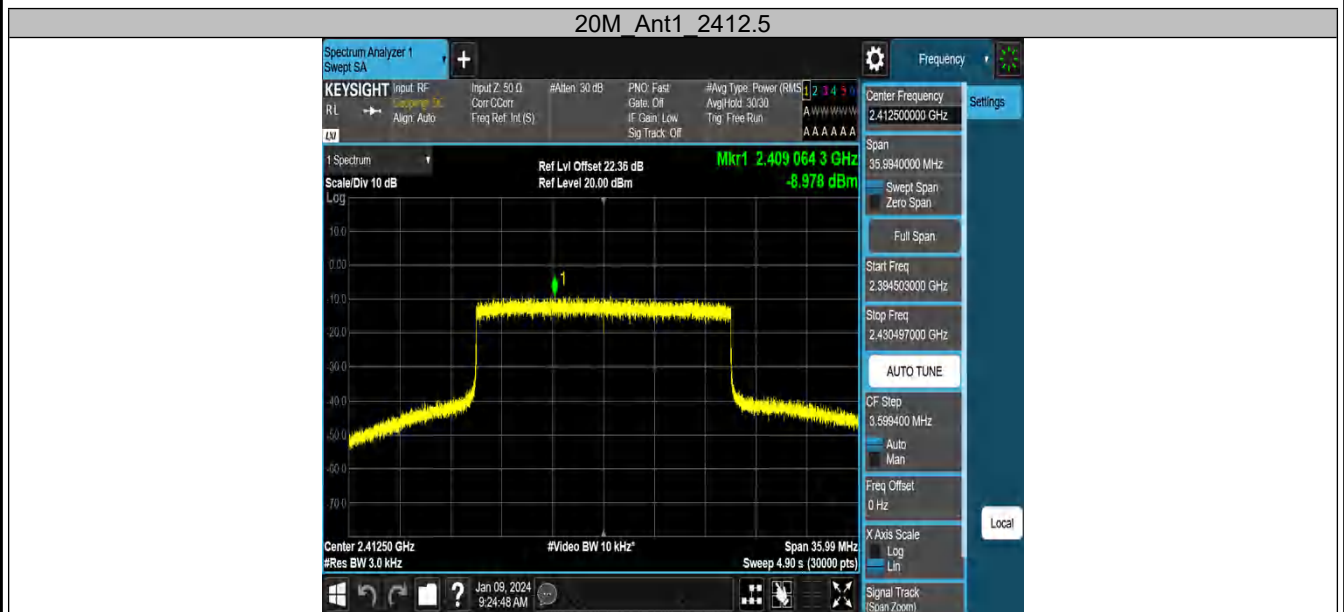 20M_Ant1_2412.5
Spectrum Analyzer 1
Swept SA
+
Frequency
KEYSIGHT
RL
LXI
Input: RF
Align: Auto
Input Z: 50 Ω
Corr CCorr
Freq Ref: Int (S)
#Atten: 30 dB
PNO: Fast
Gate: Off
IF Gain: Low
Sig Track: Off
#Avg Type: Power (RMS
Avg|Hold: 30/30
Trig: Free Run
1 2 3 4 5 6
A W W W W W
A A A A A A
Center Frequency
2.412500000 GHz
Settings
1 Spectrum
Scale/Div 10 dB
Log
Ref Lvl Offset 22.36 dB
Ref Level 20.00 dBm
Mkr1 2.409 064 3 GHz
-8.978 dBm
10.0
0.00
-10.0
-20.0
-30.0
-40.0
-50.0
-60.0
-70.0
1
Span
35.9940000 MHz
Swept Span
Zero Span
Full Span
Start Freq
2.394503000 GHz
Stop Freq
2.430497000 GHz
AUTO TUNE
CF Step
3.599400 MHz
Auto
Man
Freq Offset
0 Hz
X Axis Scale
Log
Lin
Signal Track
(Span Zoom)
Local
Center 2.41250 GHz
#Res BW 3.0 kHz
#Video BW 10 kHz*
Span 35.99 MHz
Sweep 4.90 s (30000 pts)
?
Jan 09, 2024
9:24:48 AM